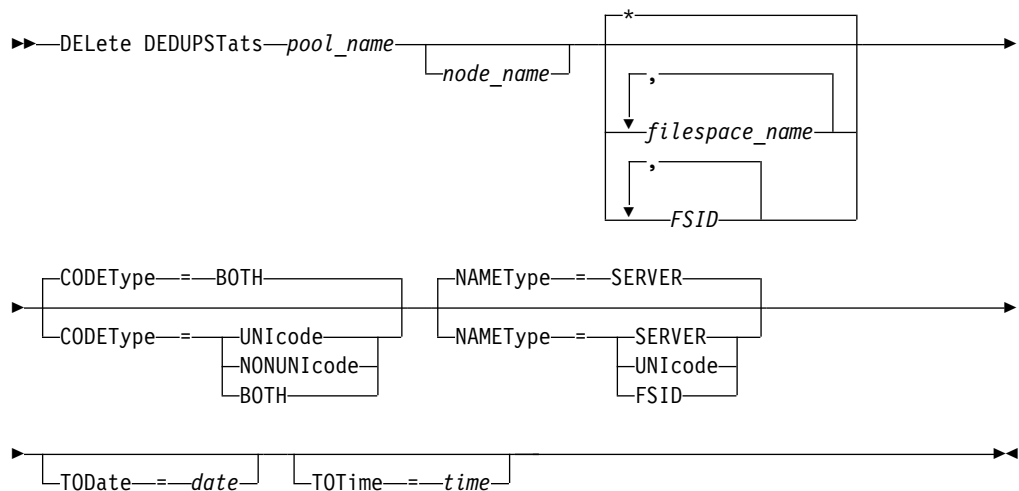 *
DELete DEDUPSTats pool_name
node_name
,
filespace_name
,
FSID
CODEType = BOTH NAMEType = SERVER
CODEType = UNIcode NAMEType = SERVER
NONUNIcode UNIcode
BOTH FSID
TODate = date TOTime = time